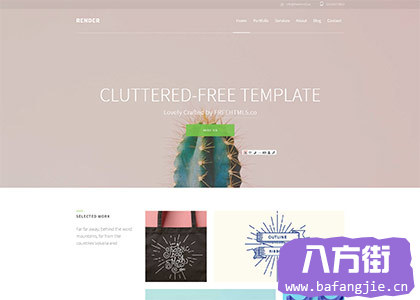 RENDER
Home Portfolio Services About Blog Contact
CLUTTERED-FREE TEMPLATE
Lovely Crafted by FREEHTML5.co
SELECTED WORK
Far far away, behind the word
mountains, far from the
countries Vokalia and
OUTLINE
八方街
www.bafangjie.cn